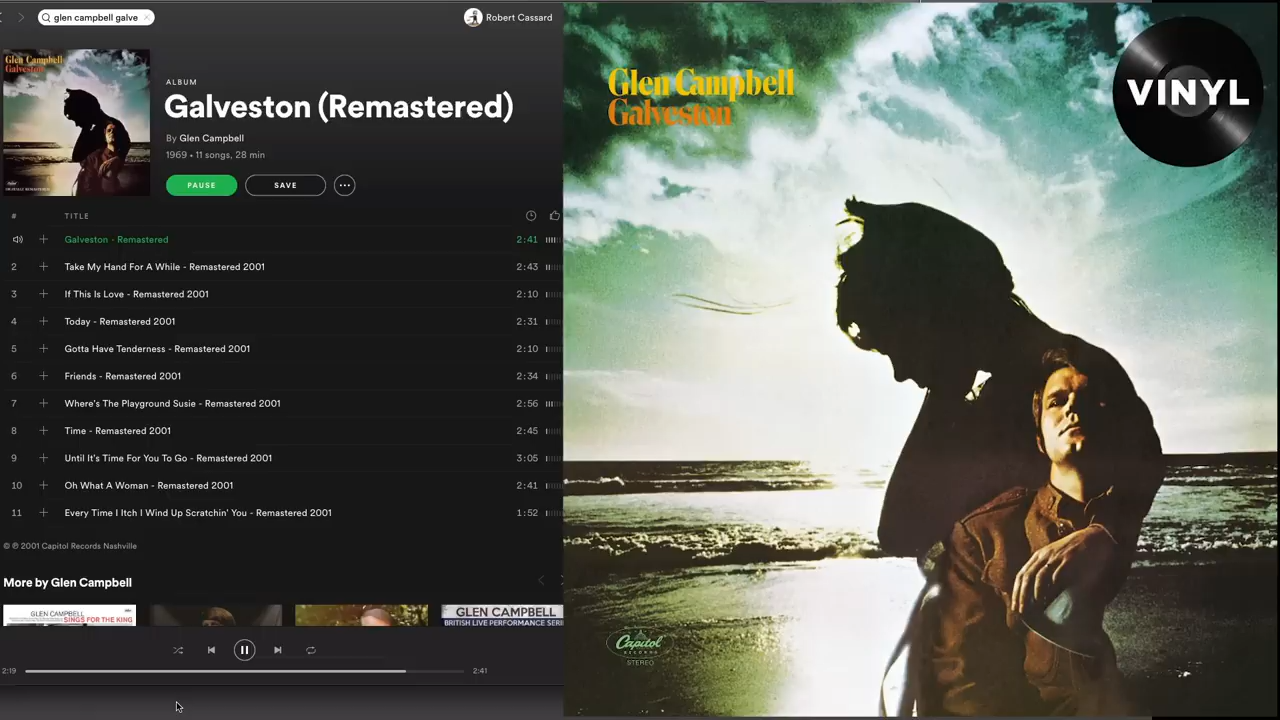 glen campbell galve
Robert Cassard
ALBUM
Galveston (Remastered)
By Glen Campbell
1969 • 11 songs, 28 min
PAUSE
SAVE
# TITLE
Galveston - Remastered 2:41
2 Take My Hand For A While - Remastered 2001 2:43
3 If This Is Love - Remastered 2001 2:10
4 Today - Remastered 2001 2:31
5 Gotta Have Tenderness - Remastered 2001 2:10
6 Friends - Remastered 2001 2:34
7 Where's The Playground Susie - Remastered 2001 2:56
8 Time - Remastered 2001 2:45
9 Until It's Time For You To Go - Remastered 2001 3:05
10 Oh What A Woman - Remastered 2001 2:41
11 Every Time I Itch I Wind Up Scratchin' You - Remastered 2001 1:52
© ℗ 2001 Capitol Records Nashville
More by Glen Campbell
GLEN CAMPBELL
SINGS FOR THE KING
GLEN CAMPBELL
BRITISH LIVE PERFORMANCE SERI
2:19 2:41
Glen Campbell
Galveston
Glen Campbell
Galveston
VINYL
Capitol
RECORDS
STEREO